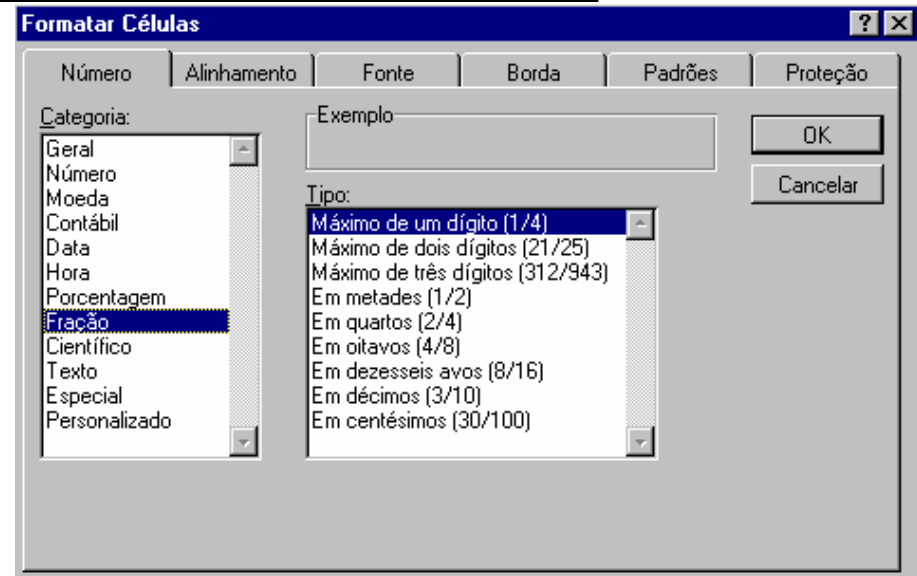 Formatar Células
Número Alinhamento Fonte Borda Padrões Proteção
Categoria:
Geral
Número
Moeda
Contábil
Data
Hora
Porcentagem
Fração
Científico
Texto
Especial
Personalizado
Exemplo
Tipo:
Máximo de um dígito (1/4)
Máximo de dois dígitos (21/25)
Máximo de três dígitos (312/943)
Em metades (1/2)
Em quartos (2/4)
Em oitavos (4/8)
Em dezesseis avos (8/16)
Em décimos (3/10)
Em centésimos (30/100)
OK
Cancelar